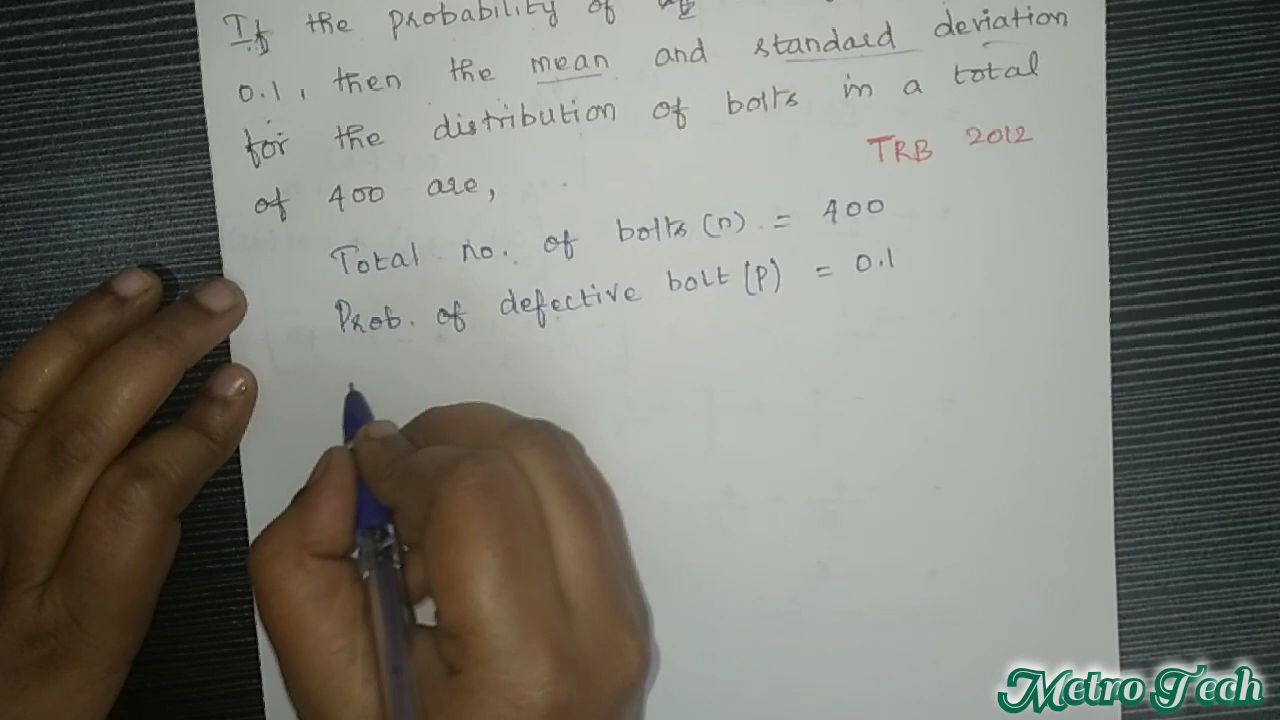 If the probability of
0.1, then the mean and standard deviation
for the distribution of bolts in a total
of 400 are,
TRB 2012
Total no. of bolts (n) = 400
Prob. of defective bolt (p) = 0.1
Metro Tech